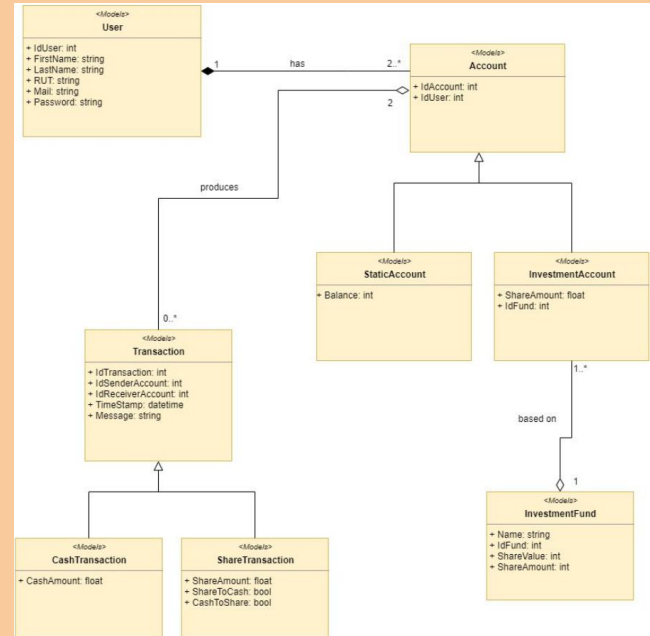 <Models>
User
+ IdUser: int
+ FirstName: string
+ LastName: string
+ RUT: string
+ Mail: string
+ Password: string
1
has
2..*
<Models>
Account
+ IdAccount: int
+ IdUser: int
2
produces
0..*
<Models>
StaticAccount
+ Balance: int
<Models>
InvestmentAccount
+ ShareAmount: float
+ IdFund: int
1..*
based on
1
<Models>
Transaction
+ IdTransaction: int
+ IdSenderAccount: int
+ IdReceiverAccount: int
+ TimeStamp: datetime
+ Message: string
<Models>
InvestmentFund
+ Name: string
+ IdFund: int
+ ShareValue: int
+ ShareAmount: int
<Models>
CashTransaction
+ CashAmount: float
<Models>
ShareTransaction
+ ShareAmount: float
+ ShareToCash: bool
+ CashToShare: bool